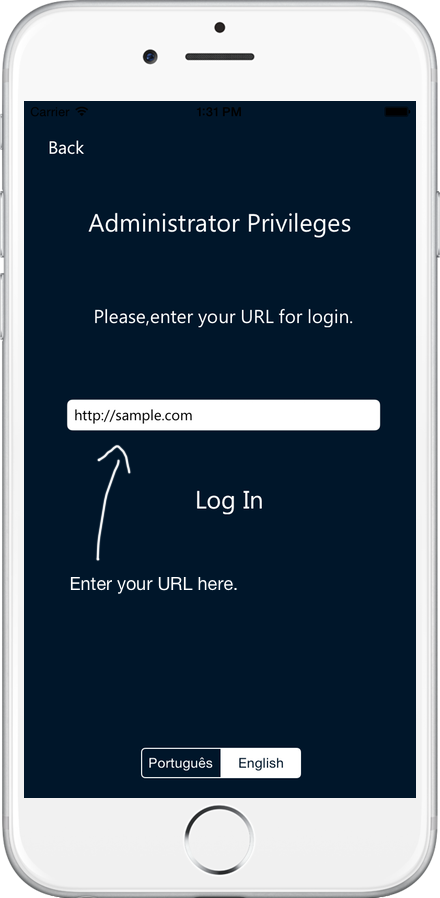 Carrier 1:31 PM
Back
Administrator Privileges
Please,enter your URL for login.
http://sample.com
Log In
Enter your URL here.
Português English